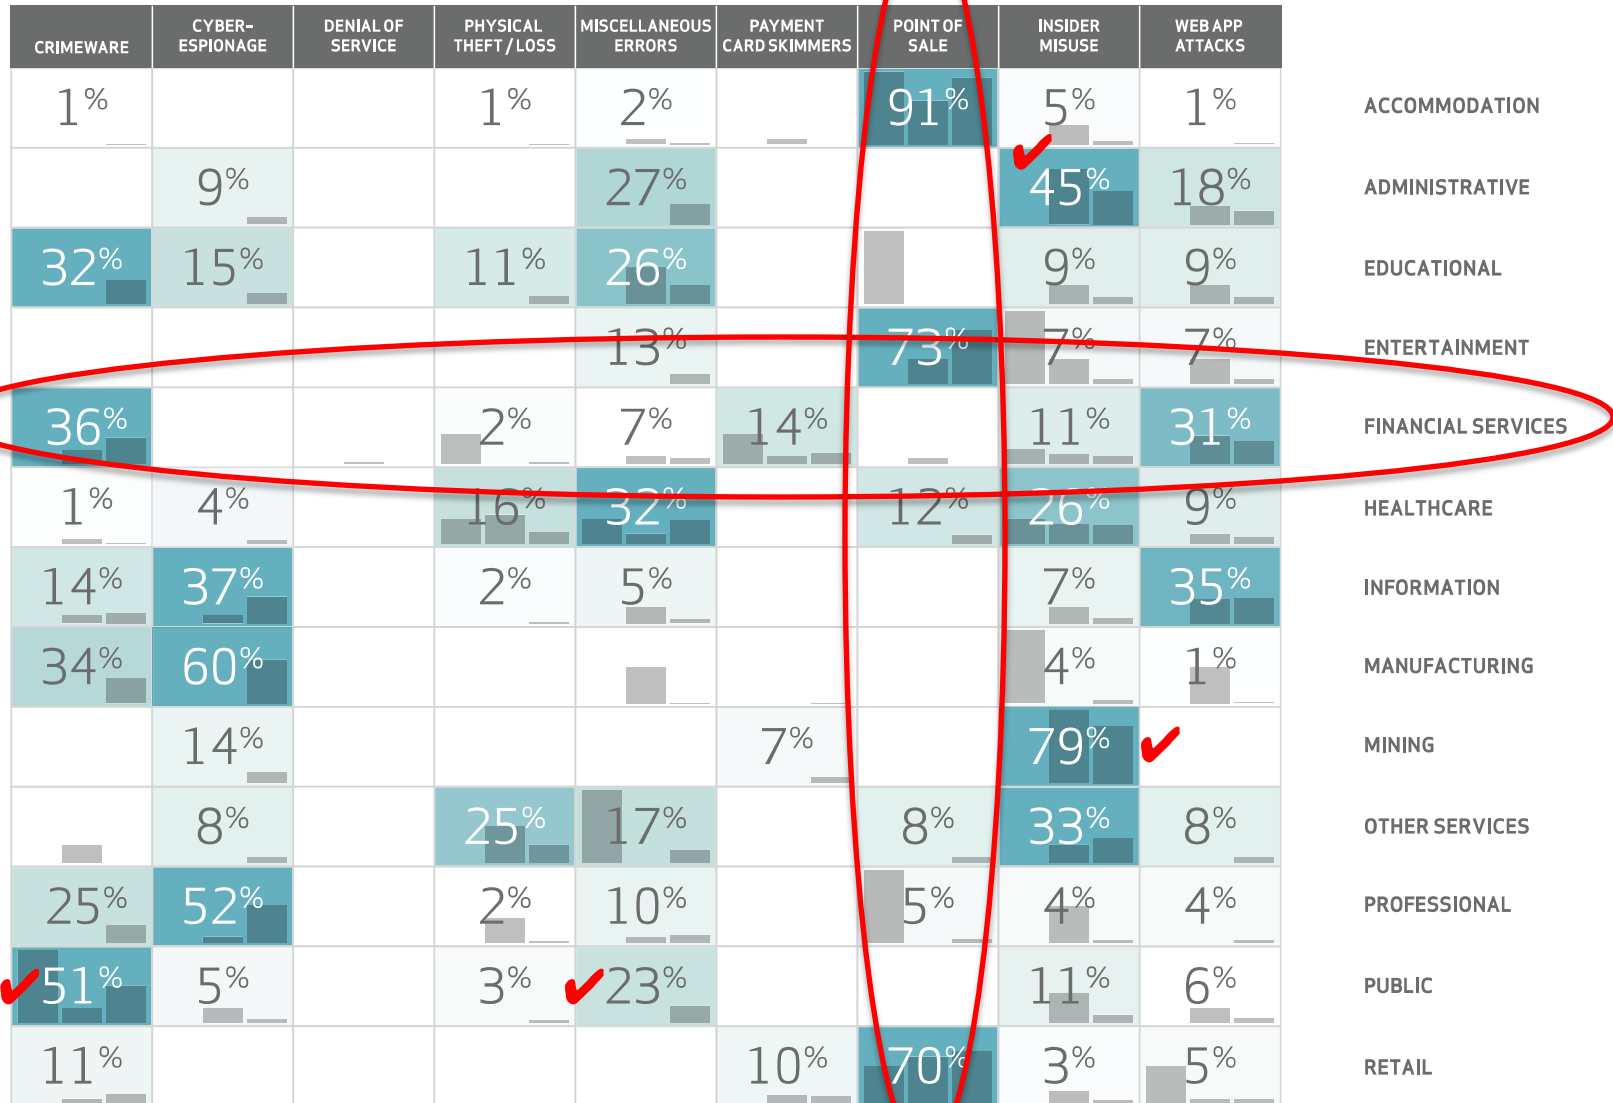 CRIMEWARE CYBER-ESPIONAGE DENIAL OF SERVICE PHYSICAL THEFT / LOSS MISCELLANEOUS ERRORS PAYMENT CARD SKIMMERS POINT OF SALE INSIDER MISUSE WEB APP ATTACKS
1% 1% 2% 91% 5% 1% ACCOMMODATION
9% 27% 45% 18% ADMINISTRATIVE
32% 15% 11% 26% 9% 9% EDUCATIONAL
13% 73% 7% 7% ENTERTAINMENT
36% 2% 7% 14% 11% 31% FINANCIAL SERVICES
1% 4% 16% 32% 12% 26% 9% HEALTHCARE
14% 37% 2% 5% 7% 35% INFORMATION
34% 60% 4% 1% MANUFACTURING
14% 7% 79% MINING
8% 25% 17% 8% 33% 8% OTHER SERVICES
25% 52% 2% 10% 5% 4% 4% PROFESSIONAL
51% 5% 3% 23% 11% 6% PUBLIC
11% 10% 70% 3% 5% RETAIL